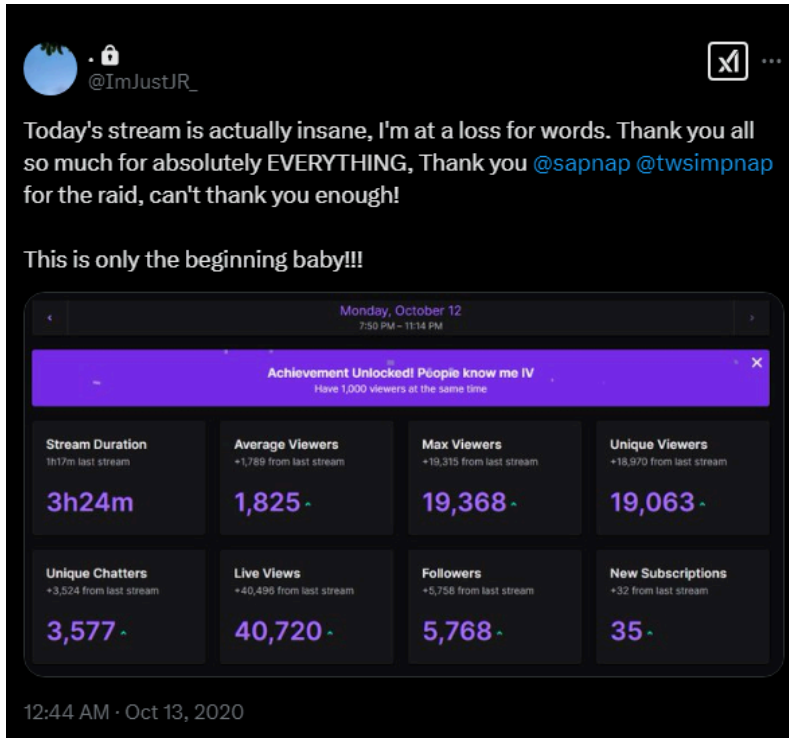 .
@ImJustJR_
Today's stream is actually insane, I'm at a loss for words. Thank you all
so much for absolutely EVERYTHING, Thank you @sapnap @twsimpnap
for the raid, can't thank you enough!
This is only the beginning baby!!!
Monday, October 12
7:50 PM – 11:14 PM
Achievement Unlocked! People know me IV
Have 1,000 viewers at the same time
Stream Duration
1h17m last stream
3h24m
Average Viewers
+1,789 from last stream
1,825
Max Viewers
+19,315 from last stream
19,368
Unique Viewers
+18,970 from last stream
19,063
Unique Chatters
+3,524 from last stream
3,577
Live Views
+40,496 from last stream
40,720
Followers
+5,758 from last stream
5,768
New Subscriptions
+32 from last stream
35
12:44 AM · Oct 13, 2020